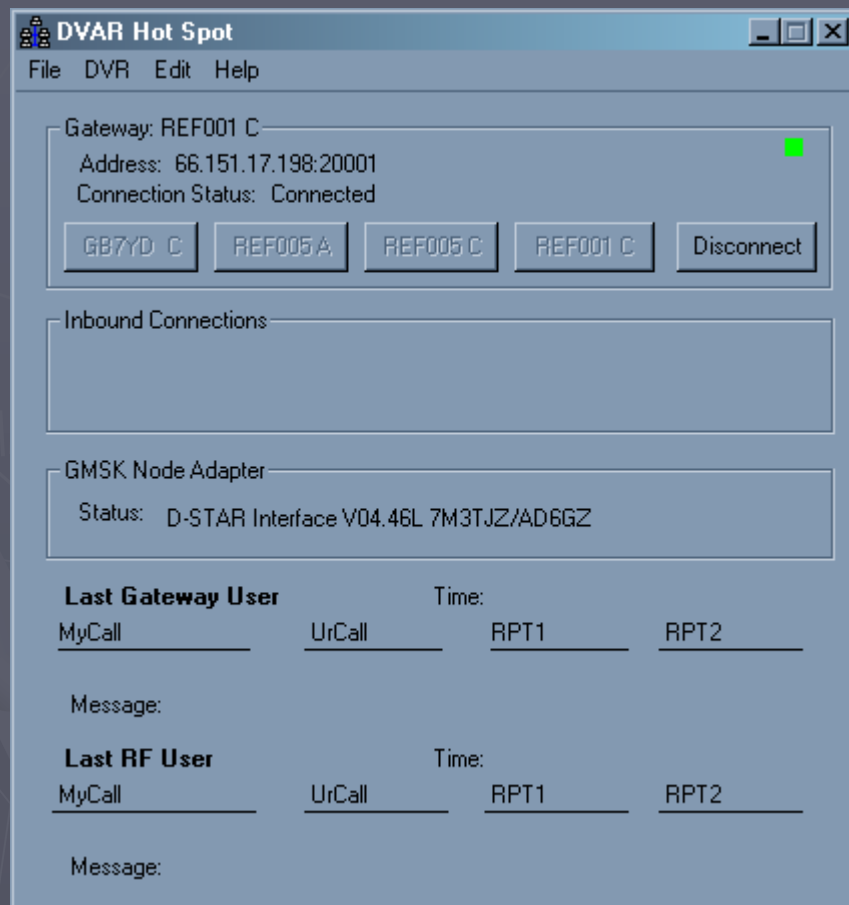 DVAR Hot Spot
File DVR Edit Help
Gateway: REF001 C
Address: 66.151.17.198:20001
Connection Status: Connected
GB7YD C REF005 A REF005 C REF001 C Disconnect
Inbound Connections
GMSK Node Adapter
Status: D-STAR Interface V04.46L 7M3TJZ/AD6GZ
Last Gateway User Time:
MyCall UrCall RPT1 RPT2
Message:
Last RF User Time:
MyCall UrCall RPT1 RPT2
Message: